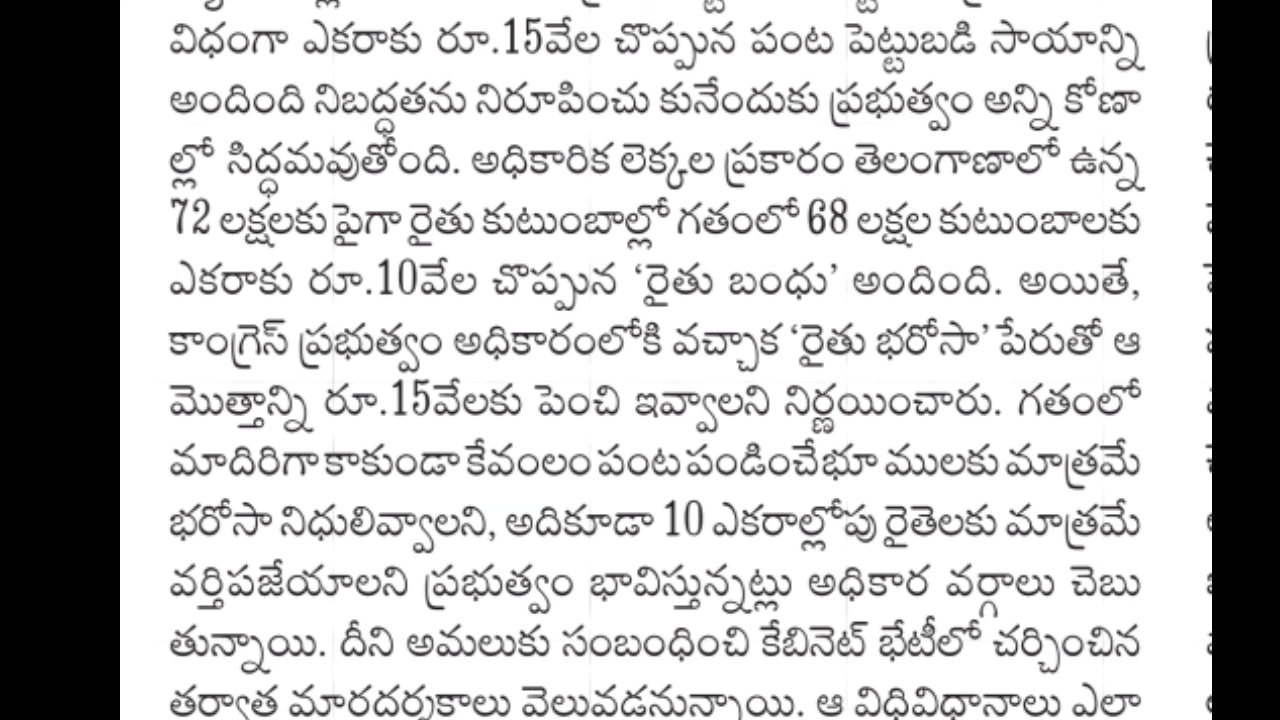 విధంగా ఎకరాకు రూ.15వేల చొప్పున పంట పెట్టుబడి సాయాన్ని
అందింది నిబద్ధతను నిరూపించు కునేందుకు ప్రభుత్వం అన్ని కోణా
ల్లో సిద్ధమవుతోంది. అధికారిక లెక్కల ప్రకారం తెలంగాణాలో ఉన్న
72 లక్షలకు పైగా రైతు కుటుంబాల్లో గతంలో 68 లక్షల కుటుంబాలకు
ఎకరాకు రూ.10వేల చొప్పున ‘రైతు బంధు’ అందింది. అయితే,
కాంగ్రెస్ ప్రభుత్వం అధికారంలోకి వచ్చాక ‘రైతు భరోసా’ పేరుతో ఆ
మొత్తాన్ని రూ.15వేలకు పెంచి ఇవ్వాలని నిర్ణయించారు. గతంలో
మాదిరిగా కాకుండా కేవంలం పంట పండించే భూ ములకు మాత్రమే
భరోసా నిధులివ్వాలని, అదికూడా 10 ఎకరాల్లోపు రైతెలకు మాత్రమే
వర్తిపజేయాలని ప్రభుత్వం భావిస్తున్నట్లు అధికార వర్గాలు చెబు
తున్నాయి. దీని అమలుకు సంబంధించి కేబినెట్ భేటీలో చర్చించిన
తర్వాత మారదర్శకాలు వెలువడనున్నాయి. ఆ విధివిధానాలు ఎలా